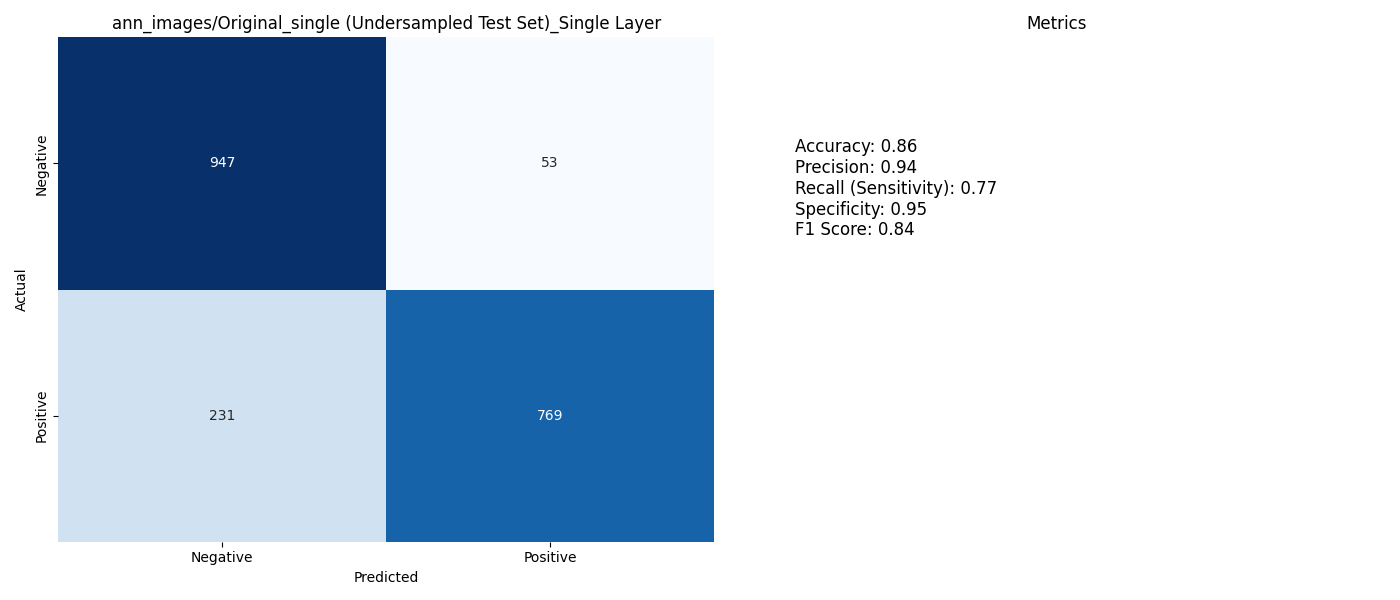 ann_images/Original_single (Undersampled Test Set)_Single Layer
Metrics
Actual
Negative
947
53
Positive
231
769
Negative
Positive
Predicted
Accuracy: 0.86
Precision: 0.94
Recall (Sensitivity): 0.77
Specificity: 0.95
F1 Score: 0.84